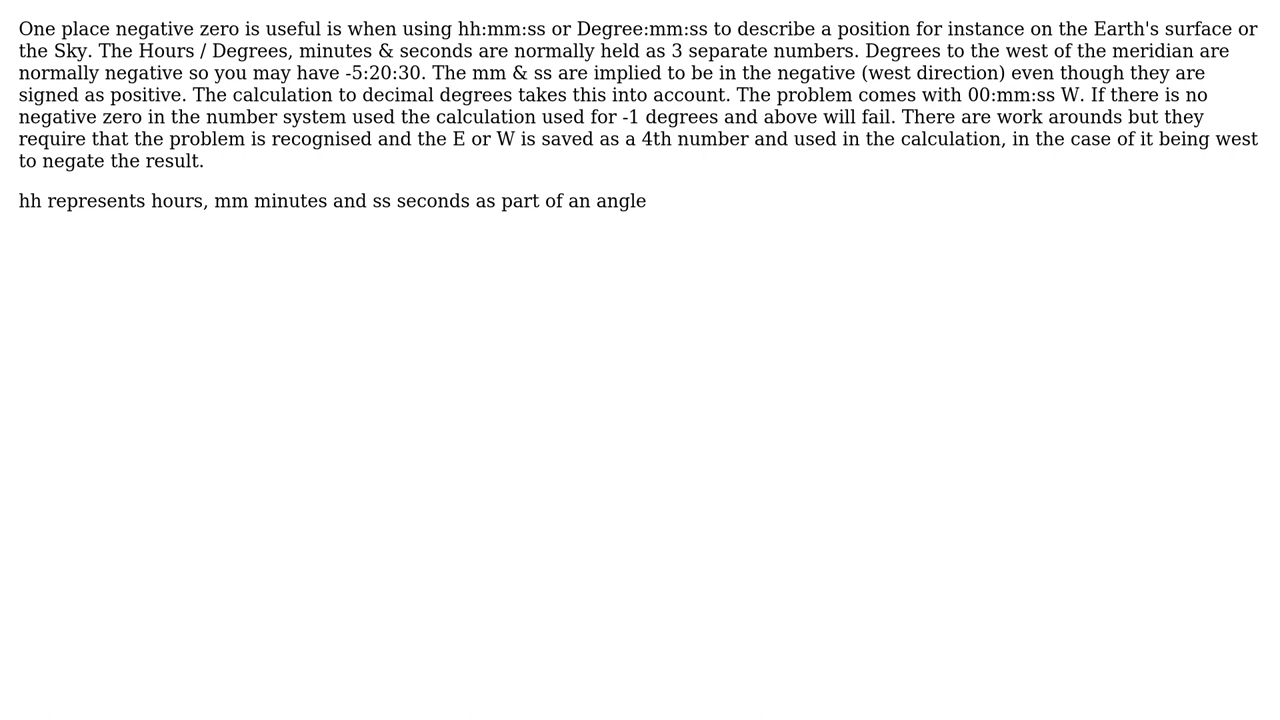 One place negative zero is useful is when using hh:mm:ss or Degree:mm:ss to describe a position for instance on the Earth's surface or
the Sky. The Hours / Degrees, minutes & seconds are normally held as 3 separate numbers. Degrees to the west of the meridian are
normally negative so you may have -5:20:30. The mm & ss are implied to be in the negative (west direction) even though they are
signed as positive. The calculation to decimal degrees takes this into account. The problem comes with 00:mm:ss W. If there is no
negative zero in the number system used the calculation used for -1 degrees and above will fail. There are work arounds but they
require that the problem is recognised and the E or W is saved as a 4th number and used in the calculation, in the case of it being west
to negate the result.
hh represents hours, mm minutes and ss seconds as part of an angle